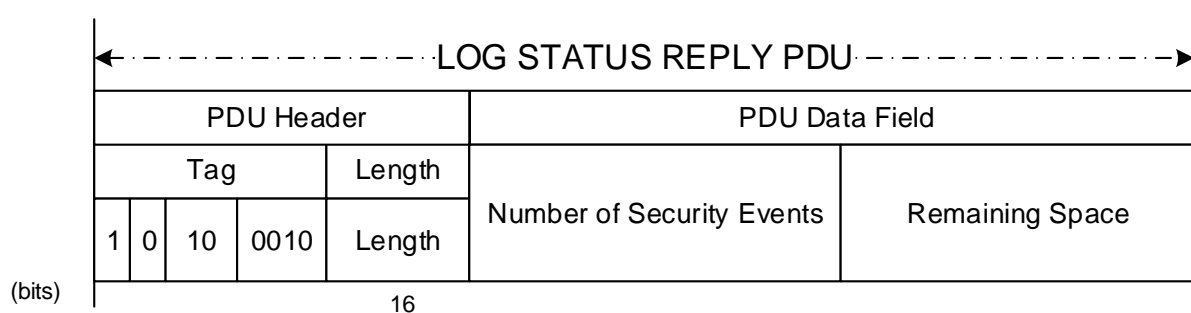 LOG STATUS REPLY PDU
PDU Header PDU Data Field
Tag Length
Number of Security Events Remaining Space
1 0 10 0010 Length
(bits) 16